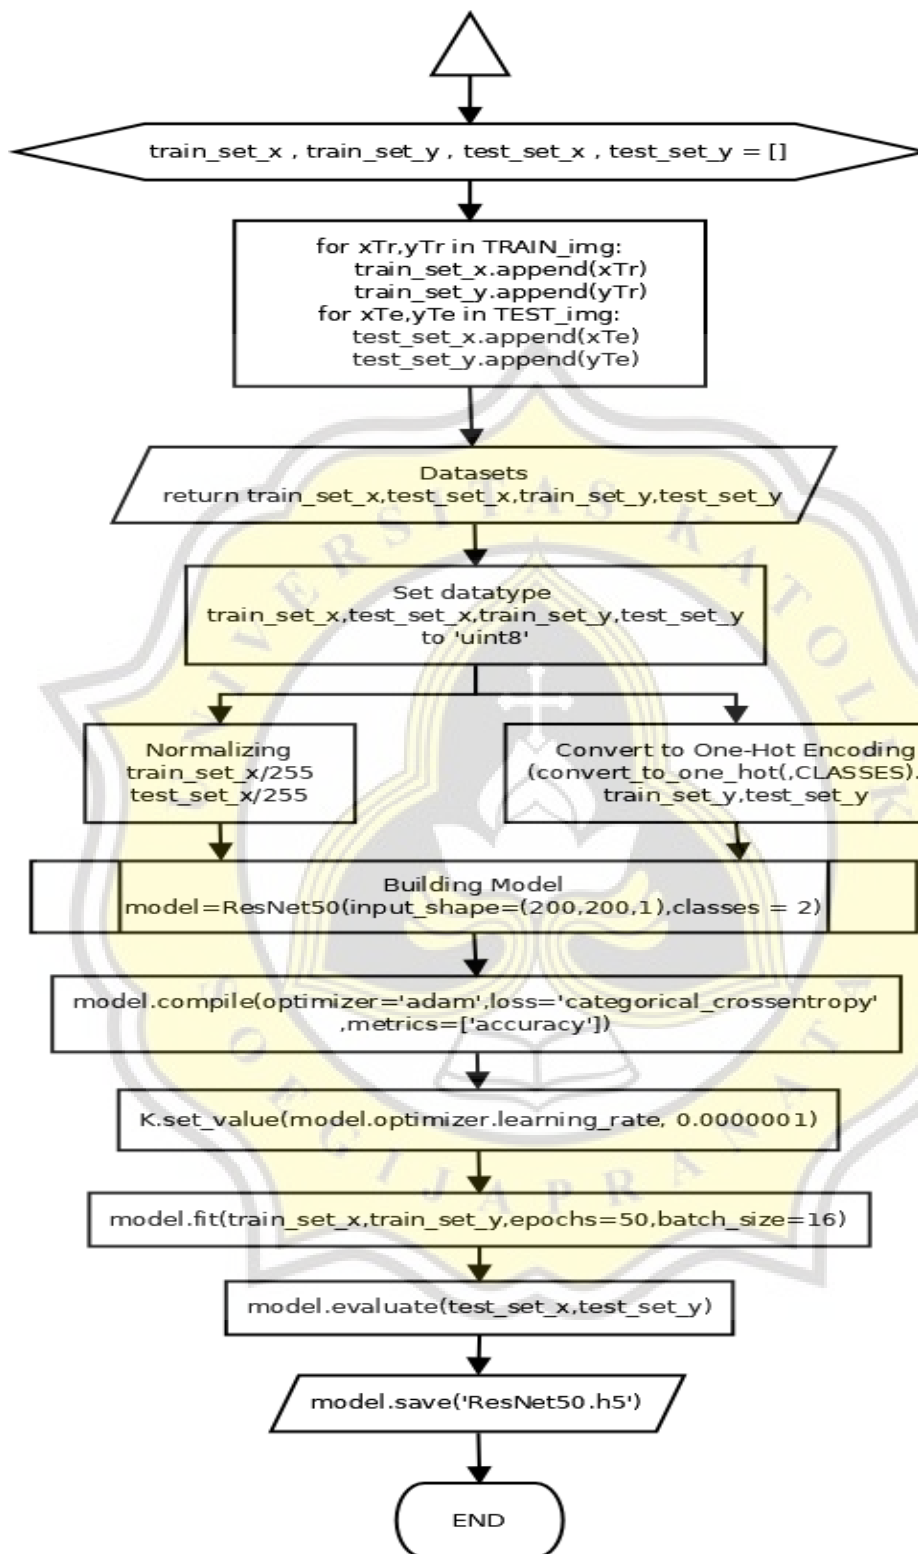 train_set_x , train_set_y , test_set_x , test_set_y = []
for xTr,yTr in TRAIN_img:
train_set_x.append(xTr)
train_set_y.append(yTr)
for xTe,yTe in TEST_img:
test_set_x.append(xTe)
test_set_y.append(yTe)
Datasets
return train_set_x,test_set_x,train_set_y,test_set_y
Set datatype
train_set_x,test_set_x,train_set_y,test_set_y
to 'uint8'
Normalizing
train_set_x/255
test_set_x/255
Convert to One-Hot Encoding
(convert_to_one_hot(,CLASSES).
train_set_y,test_set_y
Building Model
model=ResNet50(input_shape=(200,200,1),classes = 2)
model.compile(optimizer='adam',loss='categorical_crossentropy'
,metrics=['accuracy'])
K.set_value(model.optimizer.learning_rate, 0.0000001)
model.fit(train_set_x,train_set_y,epochs=50,batch_size=16)
model.evaluate(test_set_x,test_set_y)
model.save('ResNet50.h5')
END
UNIVERSITAS KATOLIK
SOEGIJAPRANATA